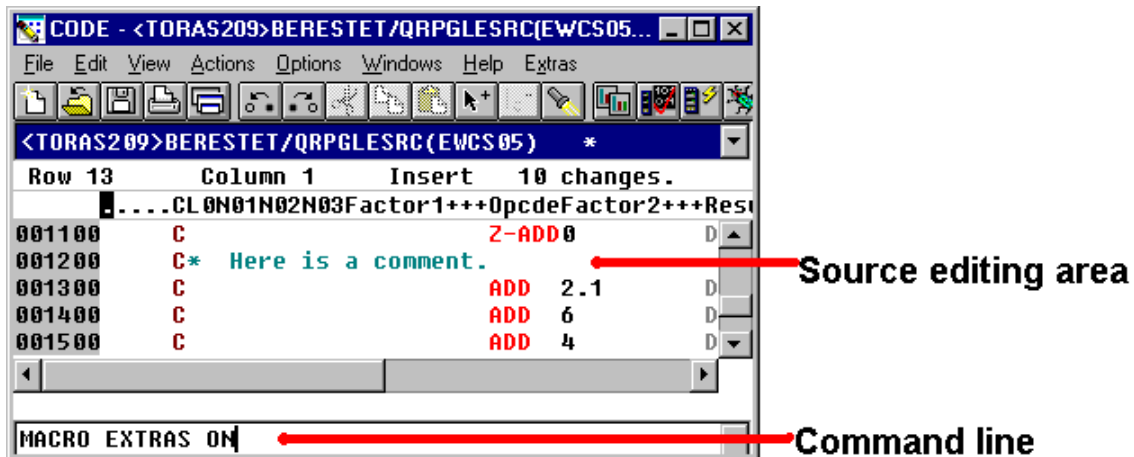 CODE - <TORAS209>BERESTET/QRPGLESRC(EWCS05...
File Edit View Actions Options Windows Help Extras
<TORAS209>BERESTET/QRPGLESRC(EWCS05) *
Row 13 Column 1 Insert 10 changes.
.....CL0N01N02N03Factor1+++OpcdeFactor2+++Resu
001100 C Z-ADD0 D
001200 C* Here is a comment.
001300 C ADD 2.1 D
001400 C ADD 6 D
001500 C ADD 4 D
Source editing area
MACRO EXTRAS ON
Command line